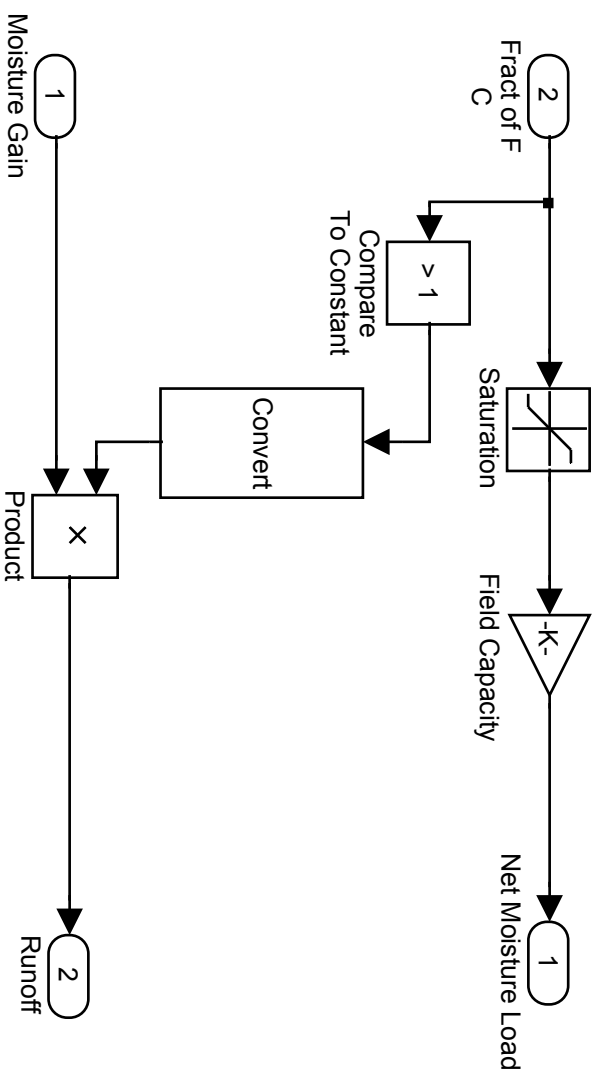 2
Fract of F
C
Saturation
-K-
Field Capacity
1
Net Moisture Load
> 1
Compare
To Constant
Convert
1
Moisture Gain
×
Product
2
Runoff